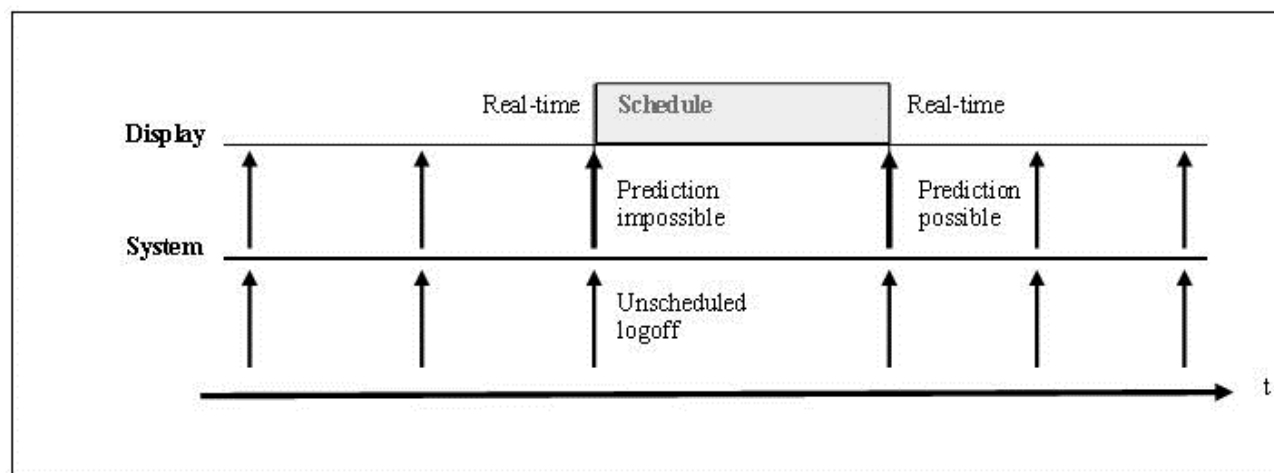 Real-time Schedule Real-time
Display
Prediction Prediction
impossible possible
System
Unscheduled
logoff
t